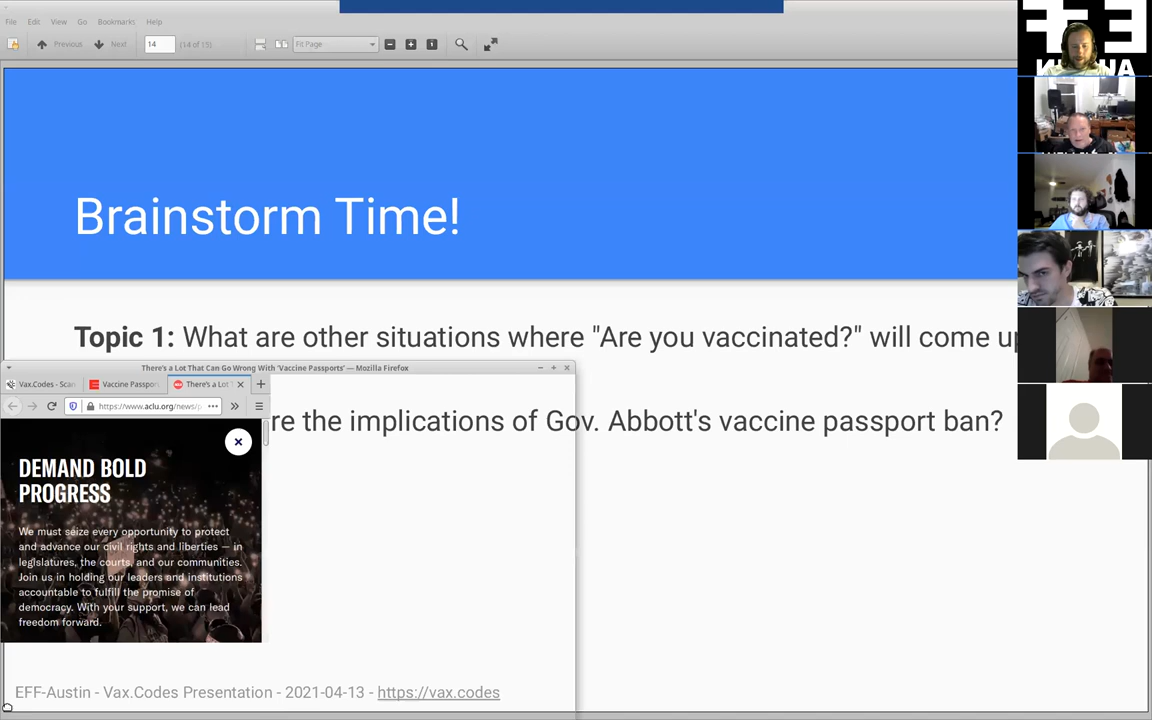 File Edit View Go Bookmarks Help
Previous Next 14 (14 of 15) Fit Page
Brainstorm Time!
Topic 1: What are other situations where "Are you vaccinated?" will come
re the implications of Gov. Abbott's vaccine passport ban?
There's a Lot That Can Go Wrong With 'Vaccine Passports' — Mozilla Firefox
Vax.Codes - Scan Vaccine Passpor There's a Lot
https://www.aclu.org/news/p
DEMAND BOLD
PROGRESS
We must seize every opportunity to protect
and advance our civil rights and liberties — in
legislatures, the courts, and our communities.
Join us in holding our leaders and institutions
accountable to fulfill the promise of
democracy. With your support, we can lead
freedom forward.
EFF-Austin - Vax.Codes Presentation - 2021-04-13 - https://vax.codes